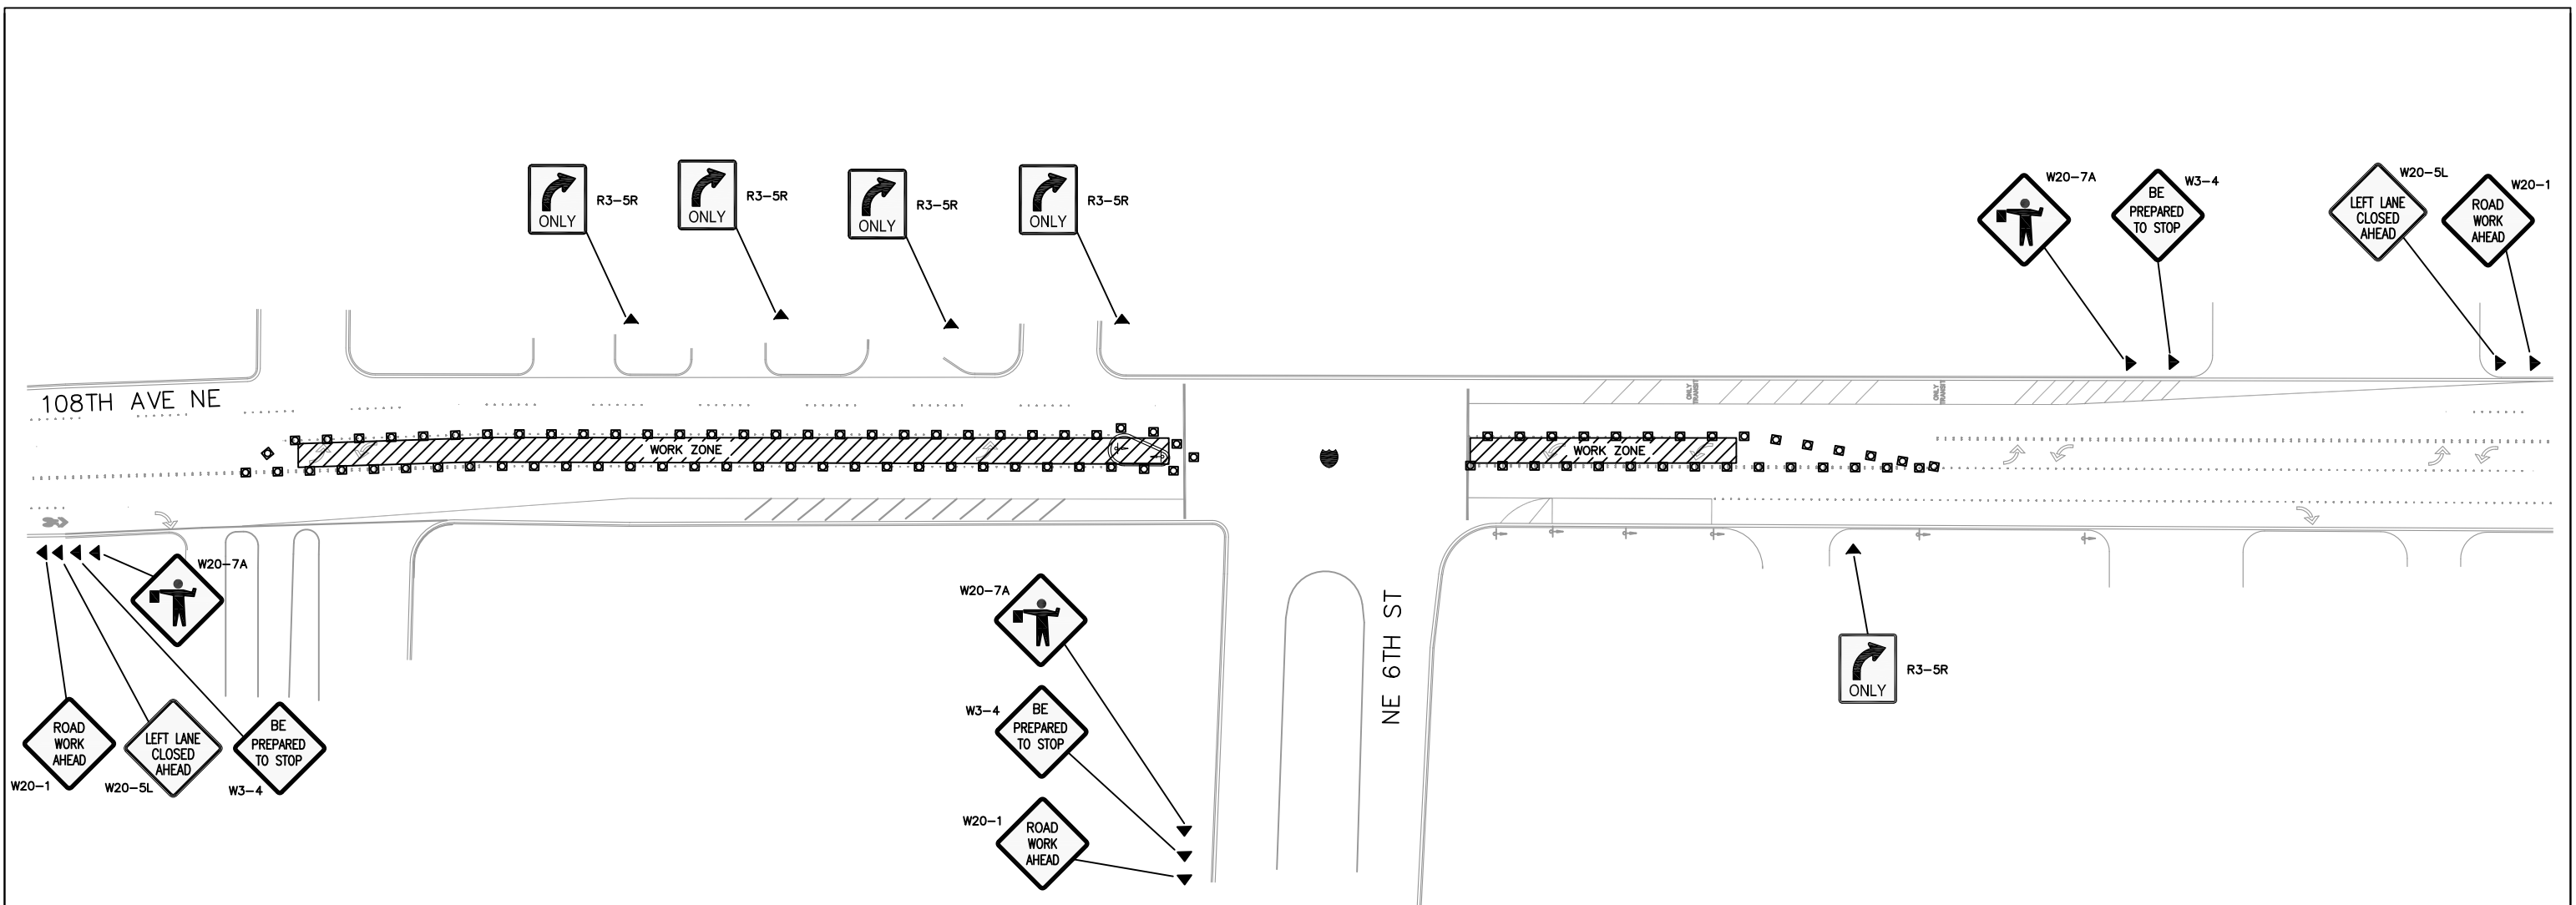 ONLY
R3-5R
ONLY
R3-5R
ONLY
R3-5R
ONLY
R3-5R
W20-7A
BE
PREPARED
TO STOP
W3-4
LEFT LANE
CLOSED
AHEAD
W20-5L
ROAD
WORK
AHEAD
W20-1
108TH AVE NE
WORK ZONE
WORK ZONE
ONLY
TRANSIT
ONLY
TRANSIT
W20-7A
ROAD
WORK
AHEAD
W20-1
LEFT LANE
CLOSED
AHEAD
W20-5L
BE
PREPARED
TO STOP
W3-4
W20-7A
W3-4
BE
PREPARED
TO STOP
W20-1
ROAD
WORK
AHEAD
NE 6TH ST
ONLY
R3-5R